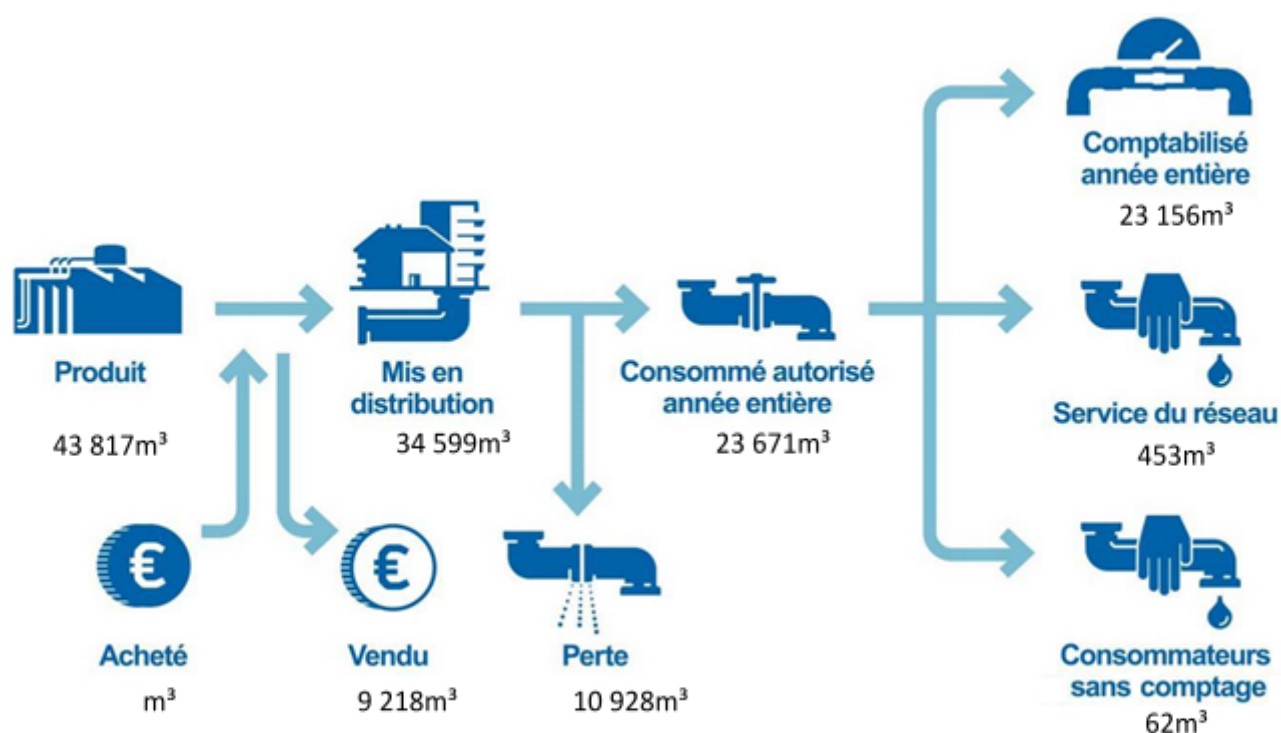 Comptabilisé
année entière
23 156m³
Produit
43 817m³
Mis en
distribution
34 599m³
Consommé autorisé
année entière
23 671m³
Service du réseau
453m³
€
Acheté
m³
€
Vendu
9 218m³
Perte
10 928m³
Consommateurs
sans comptage
62m³